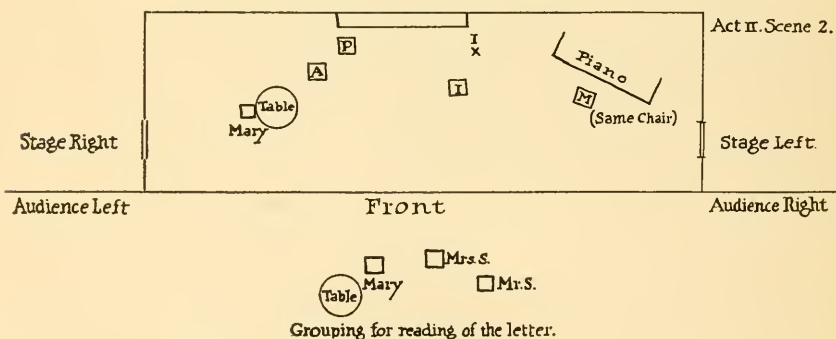 Act II. Scene 2.
P
I
x
A
I
Piano
M
(Same Chair)
Table
Mary
Stage Right
Stage Left.
Audience Left
Front
Audience Right
Mrs. S.
Mary
Mr. S.
Table
Grouping for reading of the letter.